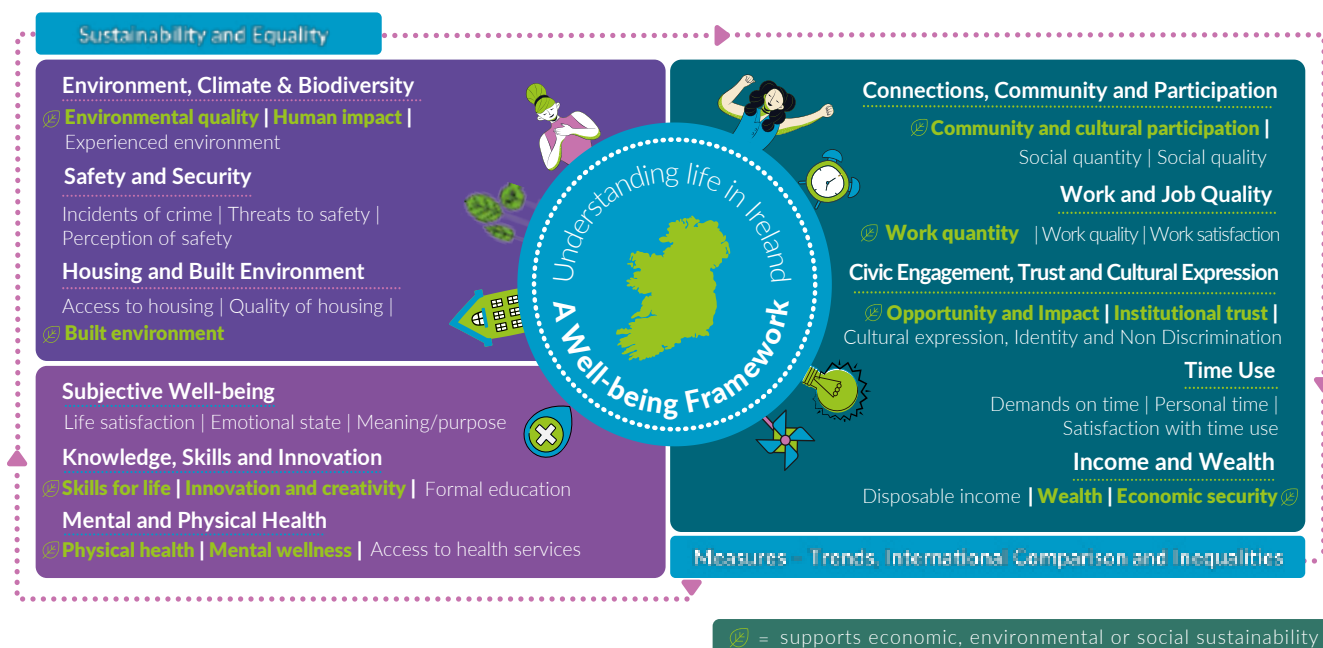 Sustainability and Equality
Environment, Climate & Biodiversity
Environmental quality | Human impact |
Experienced environment
Safety and Security
Incidents of crime | Threats to safety |
Perception of safety
Housing and Built Environment
Access to housing | Quality of housing |
Built environment
Subjective Well-being
Life satisfaction | Emotional state | Meaning/purpose
Knowledge, Skills and Innovation
Skills for life | Innovation and creativity | Formal education
Mental and Physical Health
Physical health | Mental wellness | Access to health services
Understanding life in Ireland
A Well-being Framework
Connections, Community and Participation
Community and cultural participation |
Social quantity | Social quality
Work and Job Quality
Work quantity | Work quality | Work satisfaction
Civic Engagement, Trust and Cultural Expression
Opportunity and Impact | Institutional trust |
Cultural expression, Identity and Non Discrimination
Time Use
Demands on time | Personal time |
Satisfaction with time use
Income and Wealth
Disposable income | Wealth | Economic security
Measures – Trends, International Comparison and Inequalities
= supports economic, environmental or social sustainability